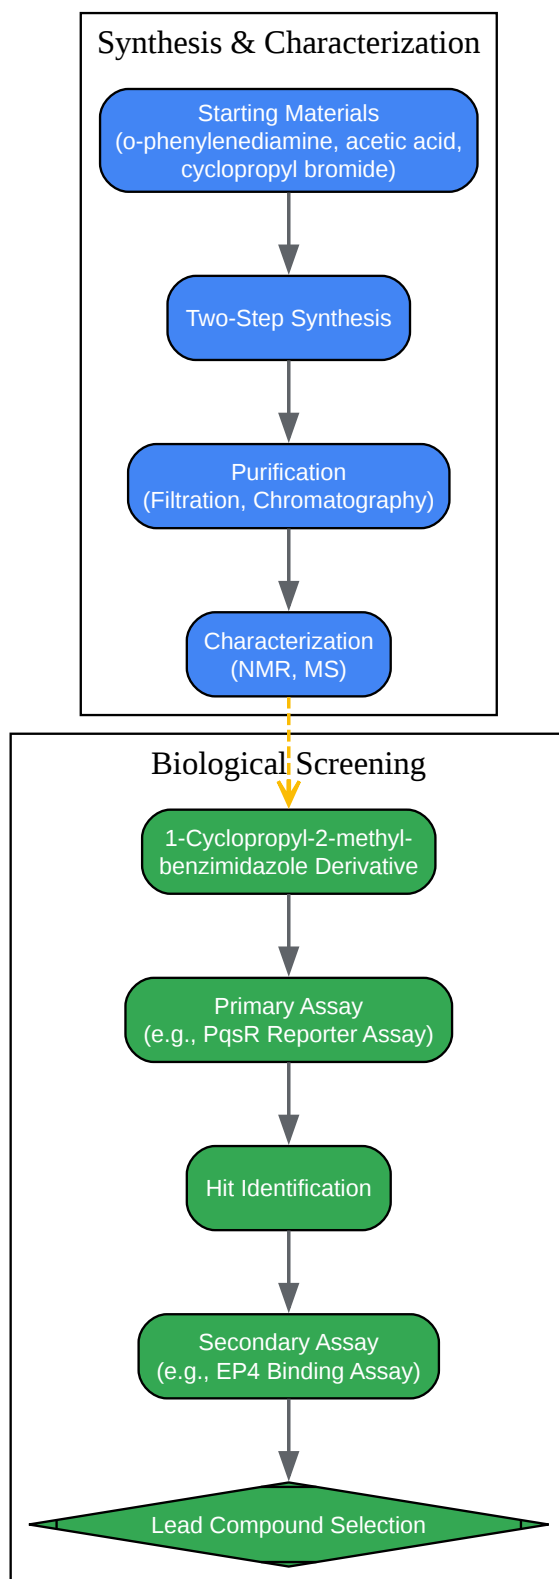 Synthesis & Characterization
Starting Materials
(o-phenylenediamine, acetic acid,
cyclopropyl bromide)
Two-Step Synthesis
Purification
(Filtration, Chromatography)
Characterization
(NMR, MS)
Biological Screening
1-Cyclopropyl-2-methyl-
benzimidazole Derivative
Primary Assay
(e.g., PqsR Reporter Assay)
Hit Identification
Secondary Assay
(e.g., EP4 Binding Assay)
Lead Compound Selection